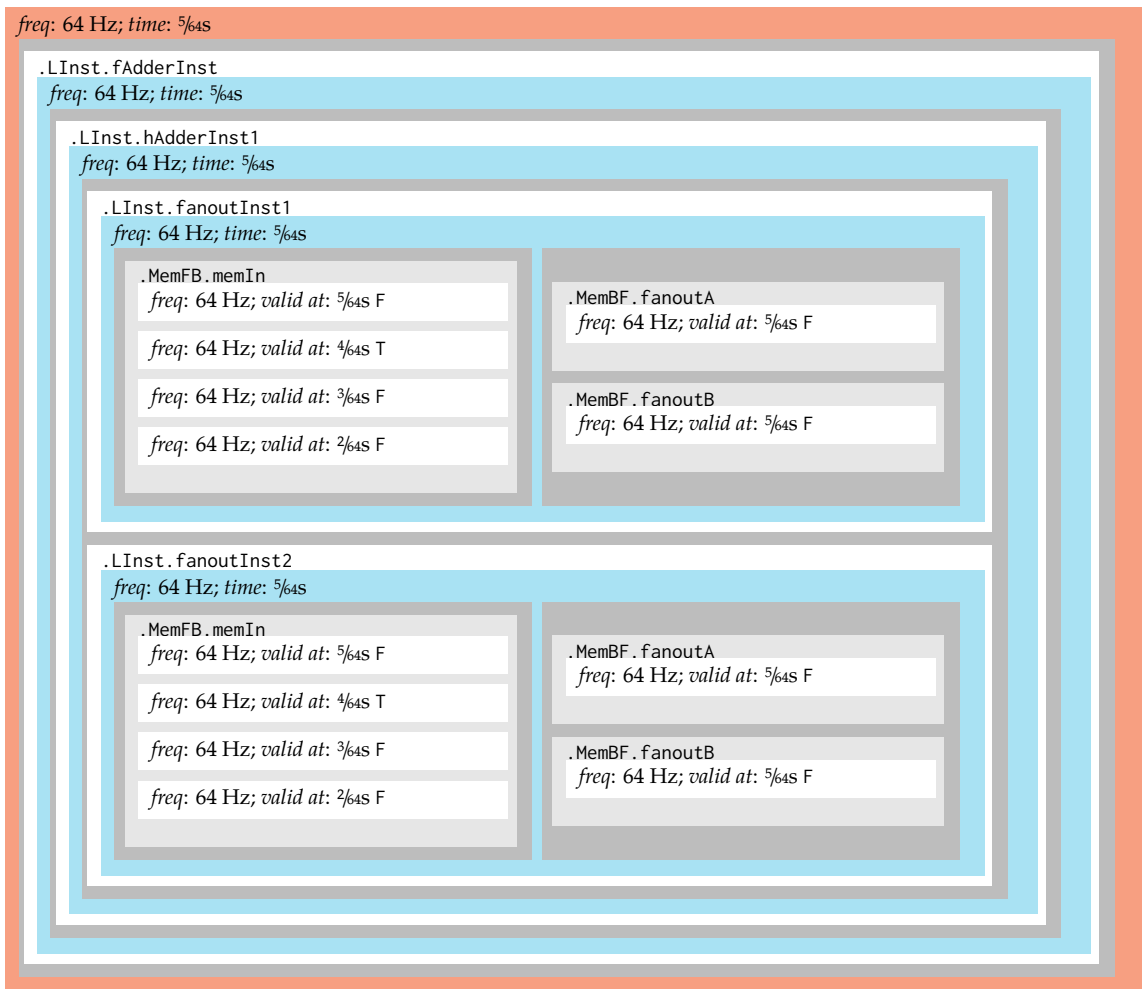 freq: 64 Hz; time: 5/64s
.LInst.fAdderInst
freq: 64 Hz; time: 5/64s
.LInst.hAdderInst1
freq: 64 Hz; time: 5/64s
.LInst.fanoutInst1
freq: 64 Hz; time: 5/64s
.MemFB.memIn
freq: 64 Hz; valid at: 5/64s F
freq: 64 Hz; valid at: 4/64s T
freq: 64 Hz; valid at: 3/64s F
freq: 64 Hz; valid at: 2/64s F
.MemBF.fanoutA
freq: 64 Hz; valid at: 5/64s F
.MemBF.fanoutB
freq: 64 Hz; valid at: 5/64s F
.LInst.fanoutInst2
freq: 64 Hz; time: 5/64s
.MemFB.memIn
freq: 64 Hz; valid at: 5/64s F
freq: 64 Hz; valid at: 4/64s T
freq: 64 Hz; valid at: 3/64s F
freq: 64 Hz; valid at: 2/64s F
.MemBF.fanoutA
freq: 64 Hz; valid at: 5/64s F
.MemBF.fanoutB
freq: 64 Hz; valid at: 5/64s F